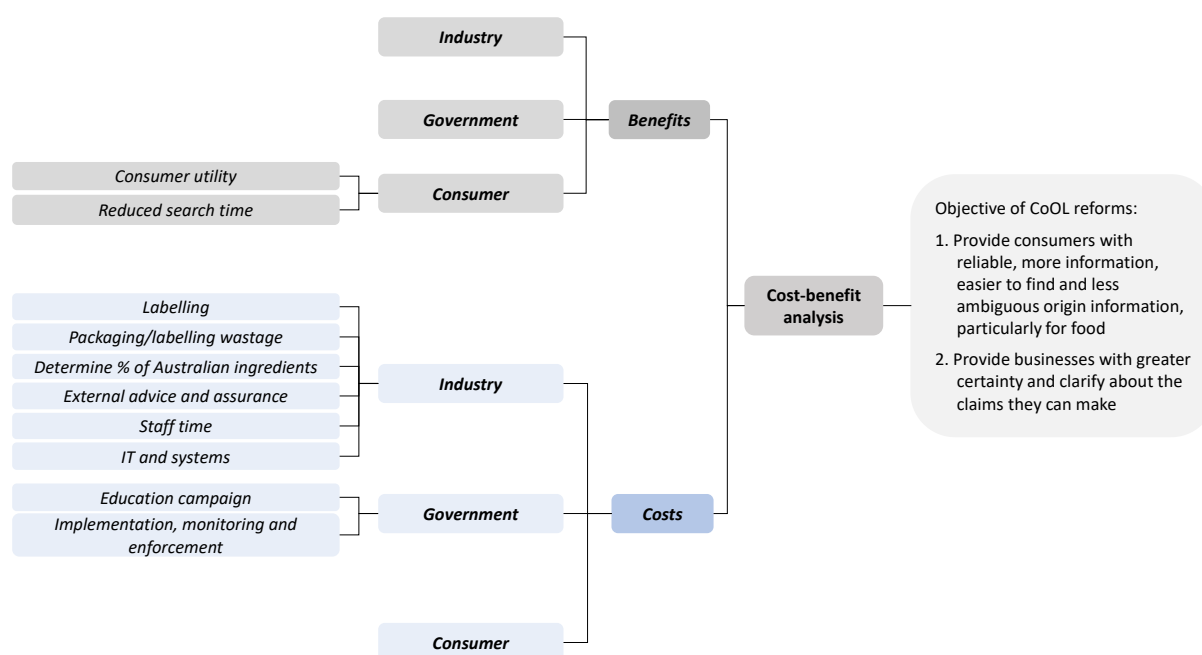 Industry
Government
Benefits
Consumer utility
Reduced search time
Consumer
Labelling
Packaging/labelling wastage
Determine % of Australian ingredients
External advice and assurance
Staff time
IT and systems
Industry
Education campaign
Implementation, monitoring and
enforcement
Government
Costs
Consumer
Cost-benefit
analysis
Objective of CoOL reforms:
1. Provide consumers with
reliable, more information,
easier to find and less
ambiguous origin information,
particularly for food
2. Provide businesses with greater
certainty and clarify about the
claims they can make